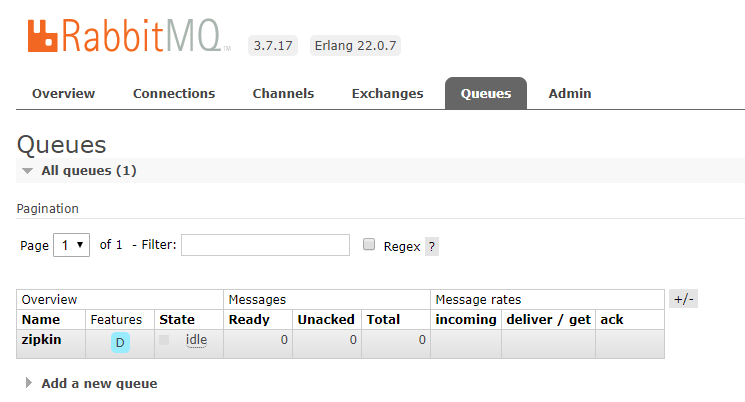 RabbitMQ TM 3.7.17 Erlang 22.0.7
Overview Connections Channels Exchanges Queues Admin
Queues
All queues (1)
Pagination
Page 1 of 1 - Filter: Regex ?
Overview Messages Message rates +/-
Name Features State Ready Unacked Total incoming deliver / get ack
zipkin D idle 0 0 0
Add a new queue